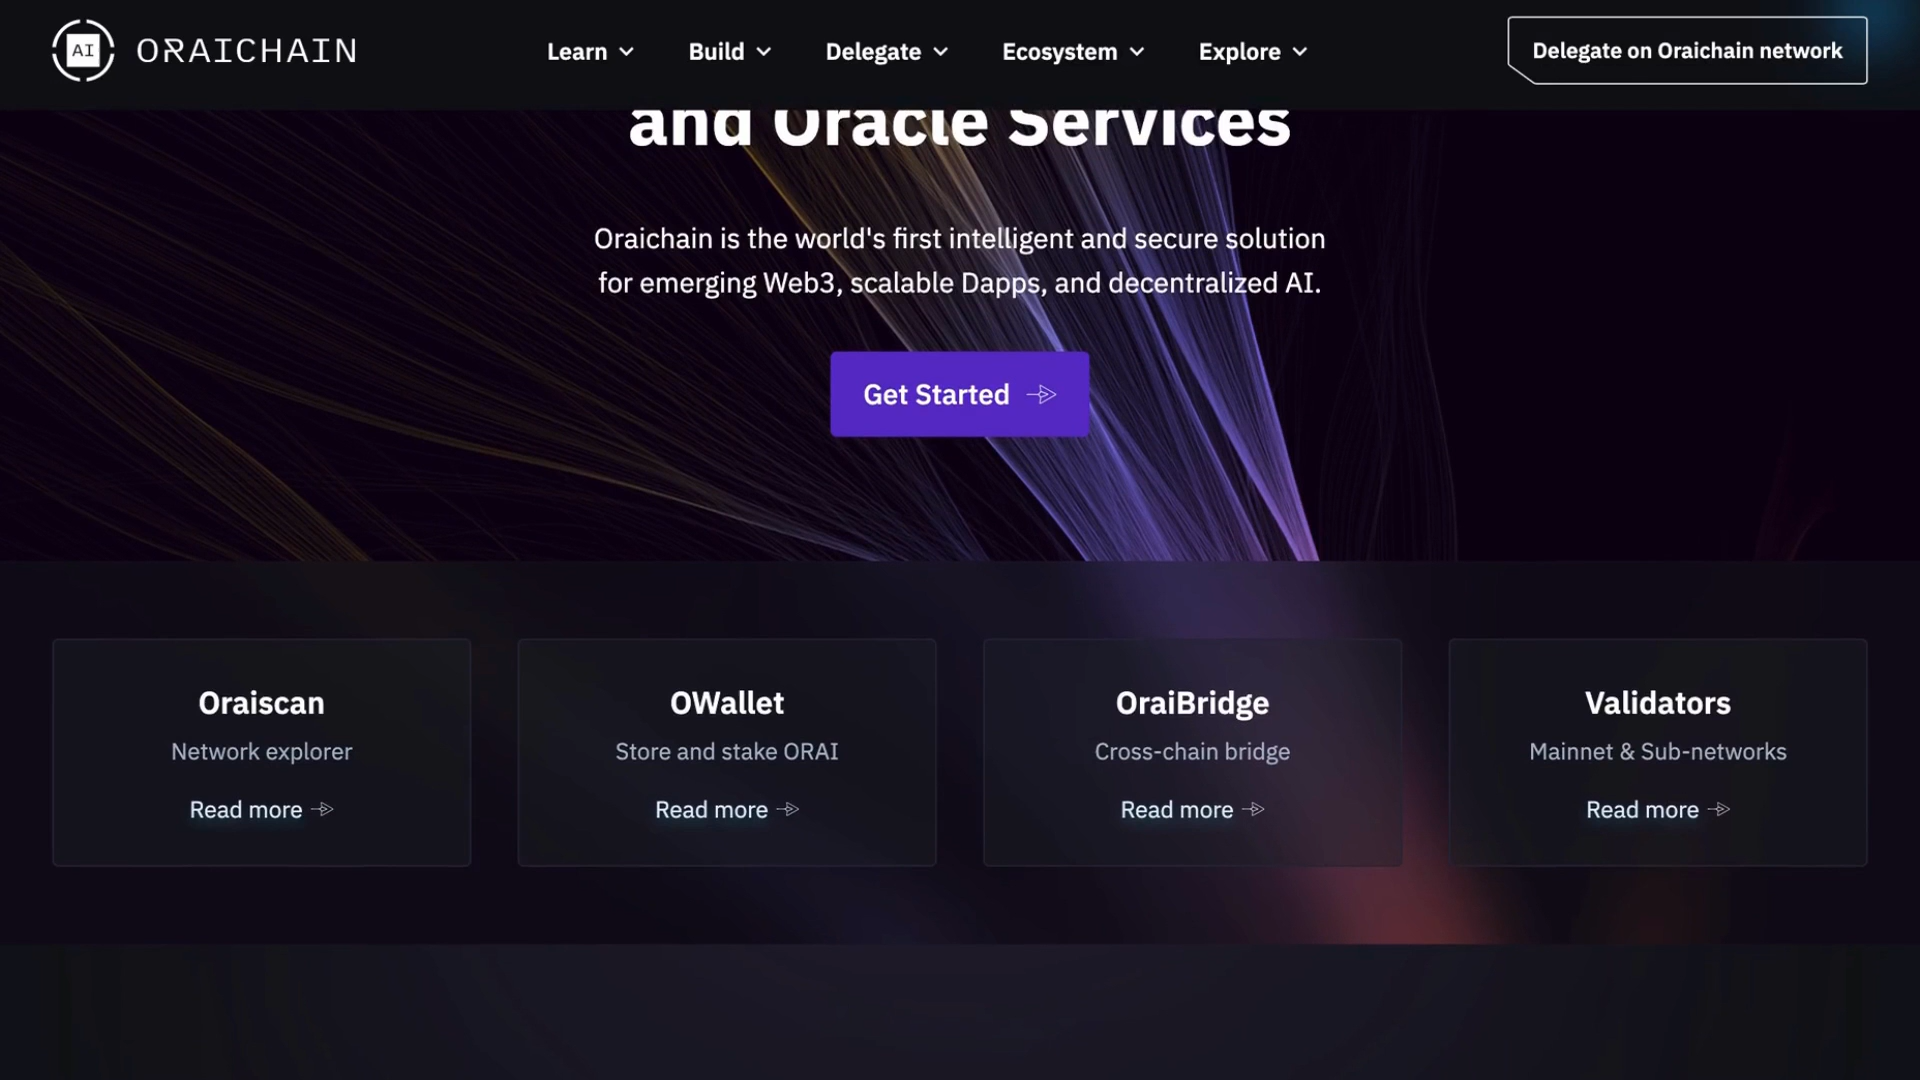 AI ORAICHAIN
Learn Build Delegate Ecosystem Explore
Delegate on Oraichain network
and Oracle Services
Oraichain is the world's first intelligent and secure solution
for emerging Web3, scalable Dapps, and decentralized AI.
Get Started
Oraiscan
Network explorer
Read more
OWallet
Store and stake ORAI
Read more
OraiBridge
Cross-chain bridge
Read more
Validators
Mainnet & Sub-networks
Read more